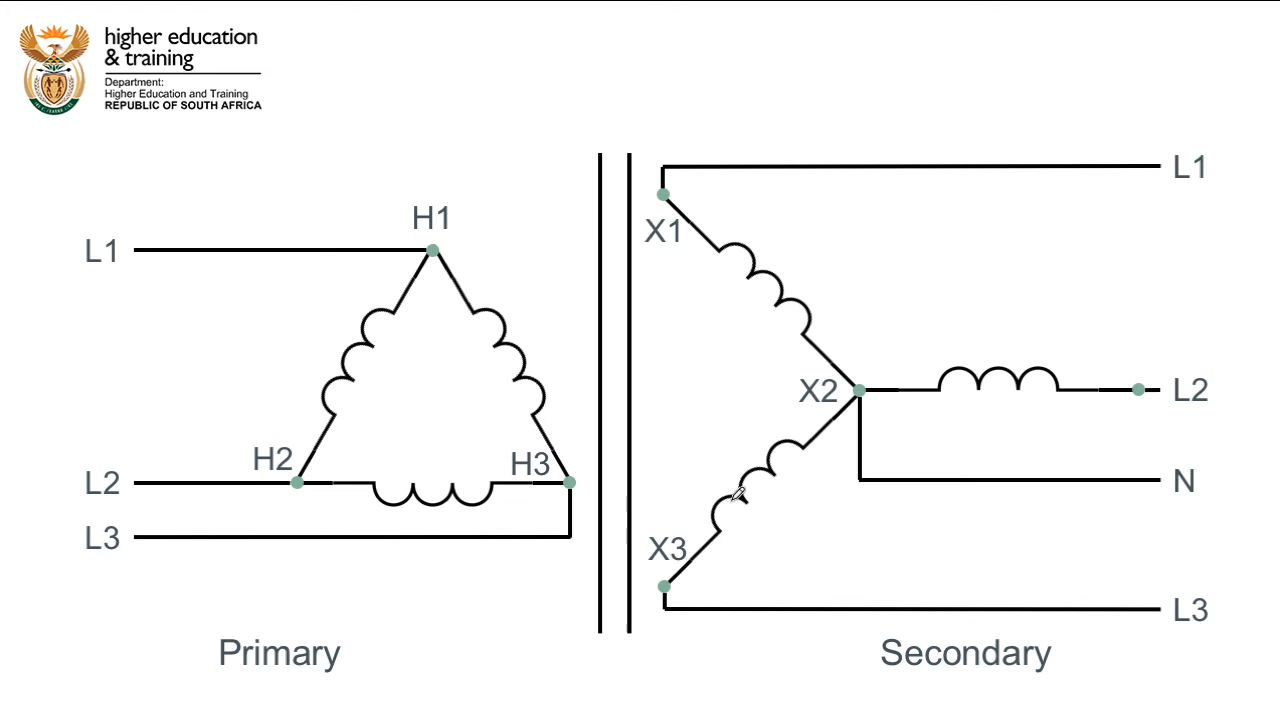 higher education
& training
Department:
Higher Education and Training
REPUBLIC OF SOUTH AFRICA
L1
H1
L2
H2
H3
L3
Primary
X1
L1
X2
L2
N
X3
L3
Secondary